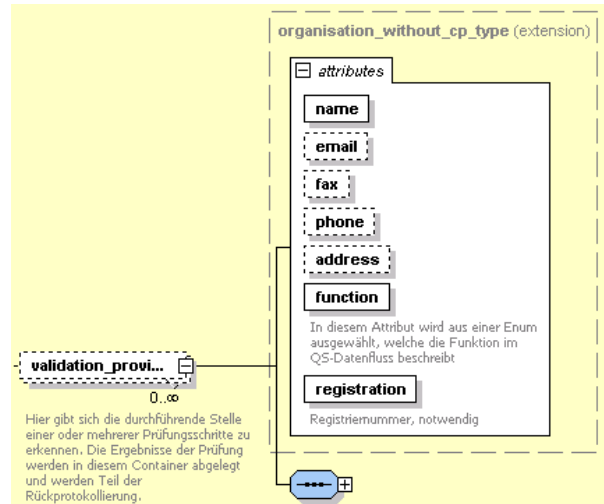 organisation_without_cp_type (extension)
attributes
name
email
fax
phone
address
function
In diesem Attribut wird aus einer Enum
ausgewählt, welche die Funktion im
QS-Datenfluss beschreibt
registration
Registriernummer, notwendig
validation_provi...
0..∞
Hier gibt sich die durchführende Stelle
einer oder mehrerer Prüfungsschritte zu
erkennen. Die Ergebnisse der Prüfung
werden in diesem Container abgelegt
und werden Teil der
Rückprotokollierung.